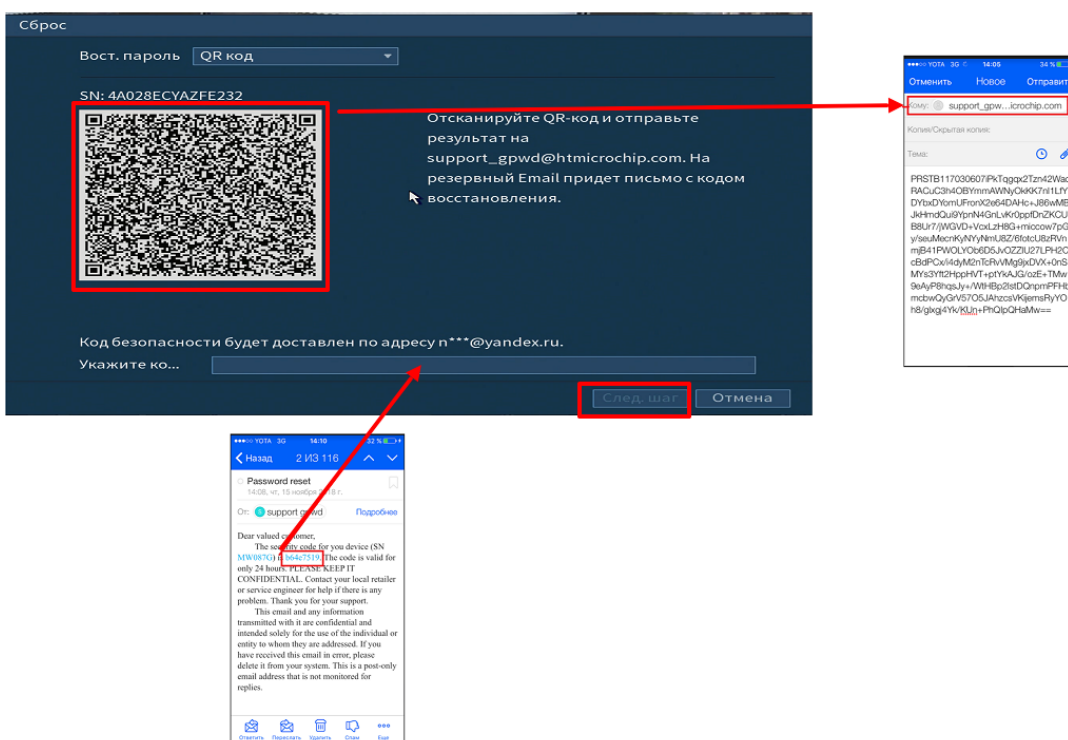 Сброс
Вост. пароль QR код
SN: 4A028ECYAZFE232
Отсканируйте QR-код и отправьте
результат на
support_gpwd@htmicrochip.com. На
резервный Email придет письмо с кодом
восстановления.
Код безопасности будет доставлен по адресу n***@yandex.ru.
Укажите ко...
След. шаг Отмена
YOTA 3G 14:05 34 %
Отменить Новое Отправит
Кому: support_gpw...icrochip.com
Копия/Скрытая копия:
Тема:
PRSTB117030607iPkTqgqx2Tzn42Wac
RACuC3h4OBYmmAWNyOkKK7nI1LfY
DYbxDYomUFronX2e64DAHc+J86wMB
JkHmdQui9YpnN4GnLvKr0ppfDnZKCU
B8Ur7/jWGVD+VcxLzH8G+miccow7pG
y/seuMecnKyNYyNmU8Z/6fotcU8zRVn
mjB41PWOLYOb6D5JvOZZIU27LPH2C
cBdPCx/i4dyM2nTcRvVMg9jxDVX+0nS
MYs3Yft2HppHVT+ptYkAJG/ozE+TMw
9eAyP8hqsJy+/WtHBp2lstDQnpmPFHb
mcbwQyGrV57O5JAhzcsVKjemsRyYO
h8/glxgj4Yk/KUn+PhQlpQHaMw==
YOTA 3G 14:10 32 %
Назад 2 ИЗ 116
Password reset
14:08, чт, 15 ноября 2018 г.
От: support gpwd Подробнее
Dear valued customer,
The security code for you device (SN
MW087G) is b64c7519. The code is valid for
only 24 hours. PLEASE KEEP IT
CONFIDENTIAL. Contact your local retailer
or service engineer for help if there is any
problem. Thank you for your support.
This email and any information
transmitted with it are confidential and
intended solely for the use of the individual or
entity to whom they are addressed. If you
have received this email in error, please
delete it from your system. This is a post-only
email address that is not monitored for
replies.
Ответить Переслать Удалить Спам Еще